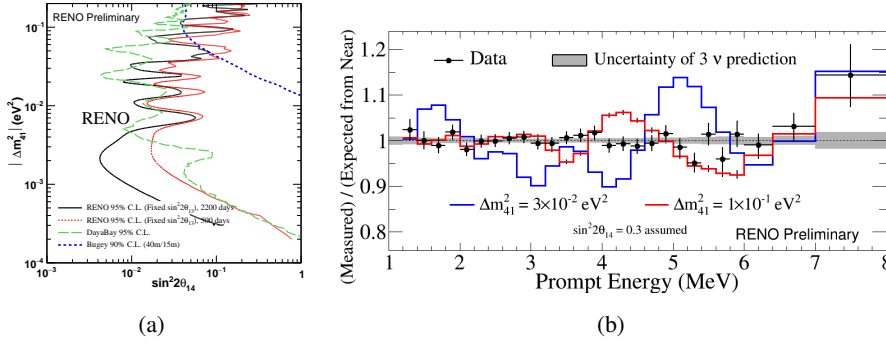 RENO Preliminary
RENO
RENO 95% C.L. (Fixed sin²2θ₁₃), 2200 days
RENO 95% C.L. (Fixed sin²2θ₁₃), 500 days
DayaBay 95% C.L.
Bugey 90% C.L. (40m/15m)
|Δm²₄₁| (eV²)
10⁻¹
10⁻²
10⁻³
10⁻⁴
10⁻³ 10⁻² 10⁻¹ 1
sin²2θ₁₄
(a)
(Measured) / (Expected from Near)
1.2
1.1
1.0
0.9
0.8
Data
Uncertainty of 3 ν prediction
Δm²₄₁ = 3×10⁻² eV²
Δm²₄₁ = 1×10⁻¹ eV²
sin²2θ₁₄ = 0.3 assumed
RENO Preliminary
1 2 3 4 5 6 7 8
Prompt Energy (MeV)
(b)